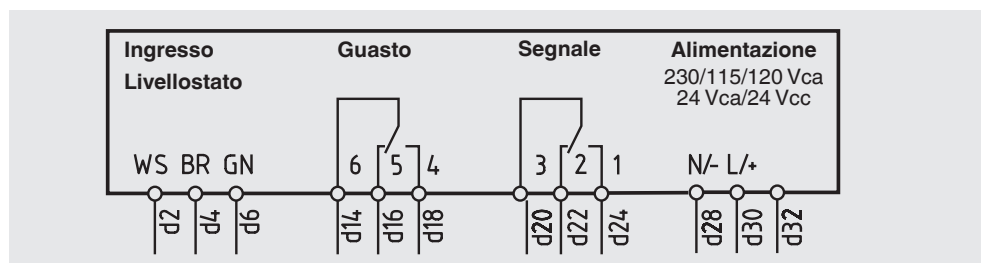 Ingresso Guasto Segnale Alimentazione
Livellostato 230/115/120 Vca
24 Vca/24 Vcc
WS BR GN 6 5 4 3 2 1 N/- L/+
d2 d4 d6 d14 d16 d18 d20 d22 d24 d28 d30 d32